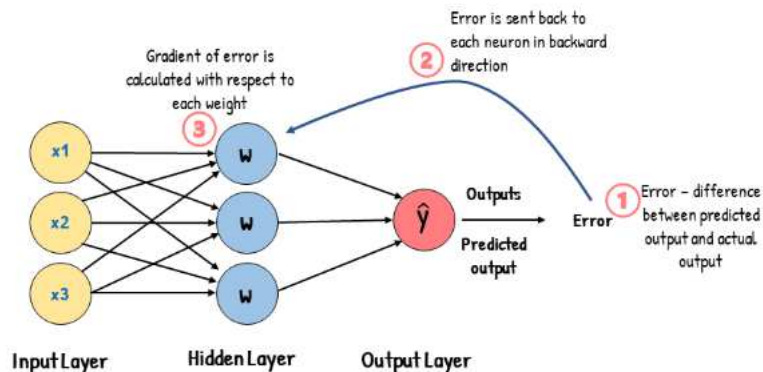 Error is sent back to
each neuron in backward
direction
2
Gradient of error is
calculated with respect to
each weight
3
x1
x2
x3
w
w
w
ŷ
Outputs
Predicted
output
Error
1
Error – difference
between predicted
output and actual
output
Input Layer
Hidden Layer
Output Layer